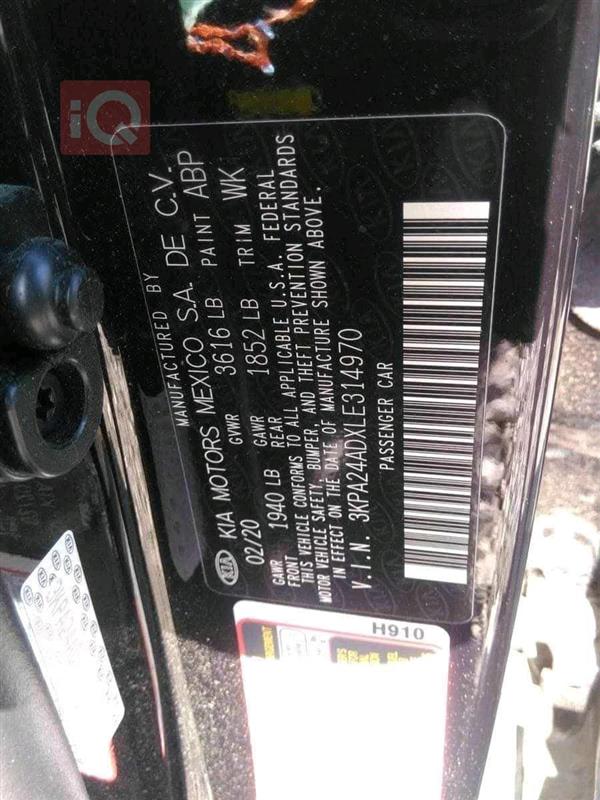 iQ
MANUFACTURED BY
KIA KIA MOTORS MEXICO S.A. DE C.V.
02/20 GVWR 3616 LB PAINT ABP
GAWR FRONT 1940 LB GAWR REAR 1852 LB TRIM WK
THIS VEHICLE CONFORMS TO ALL APPLICABLE U.S.A. FEDERAL
MOTOR VEHICLE SAFETY, BUMPER, AND THEFT PREVENTION STANDARDS
IN EFFECT ON THE DATE OF MANUFACTURE SHOWN ABOVE.
V.I.N. 3KPA24ADXLE314970
PASSENGER CAR
H910